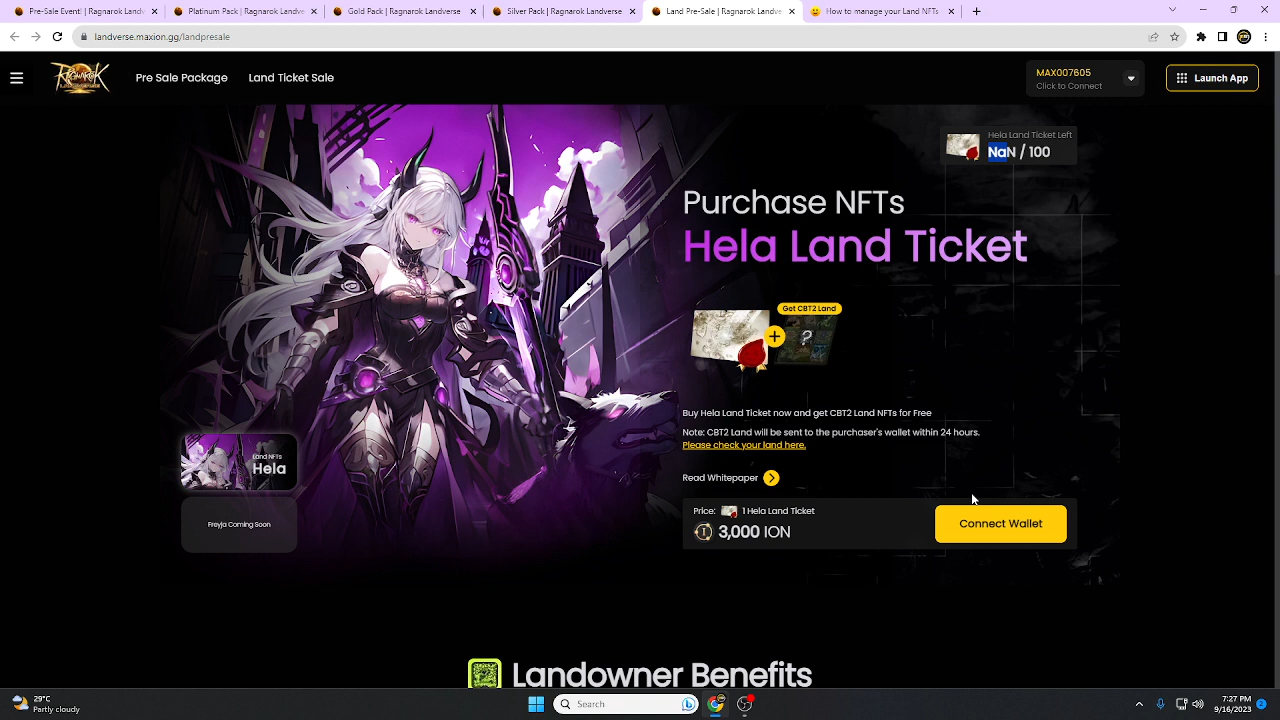 Pre-Sale Event! | Ragnarok Landve
Platinum Pack | Ragnarok Landve
Gold Pack | Ragnarok Landverse
Silver Pack | Ragnarok Landverse
Land Pre-Sale | Ragnarok Landve
How to manage your Land NFTs
landverse.maxion.gg/landpresale
RAGNAROK
LANDVERSE
Pre Sale Package
Land Ticket Sale
MAX007605
Click to Connect
Launch App
Hela Land Ticket Left
NaN / 100
Purchase NFTs
Hela Land Ticket
Get CBT2 Land
?
Buy Hela Land Ticket now and get CBT2 Land NFTs for Free
Note: CBT2 Land will be sent to the purchaser's wallet within 24 hours.
Please check your land here.
Read Whitepaper
Land NFTs
Hela
Freyja Coming Soon
Price: 1 Hela Land Ticket
3,000 ION
Connect Wallet
Landowner Benefits
29°C
Partly cloudy
Search
7:27 PM
9/16/2023
2